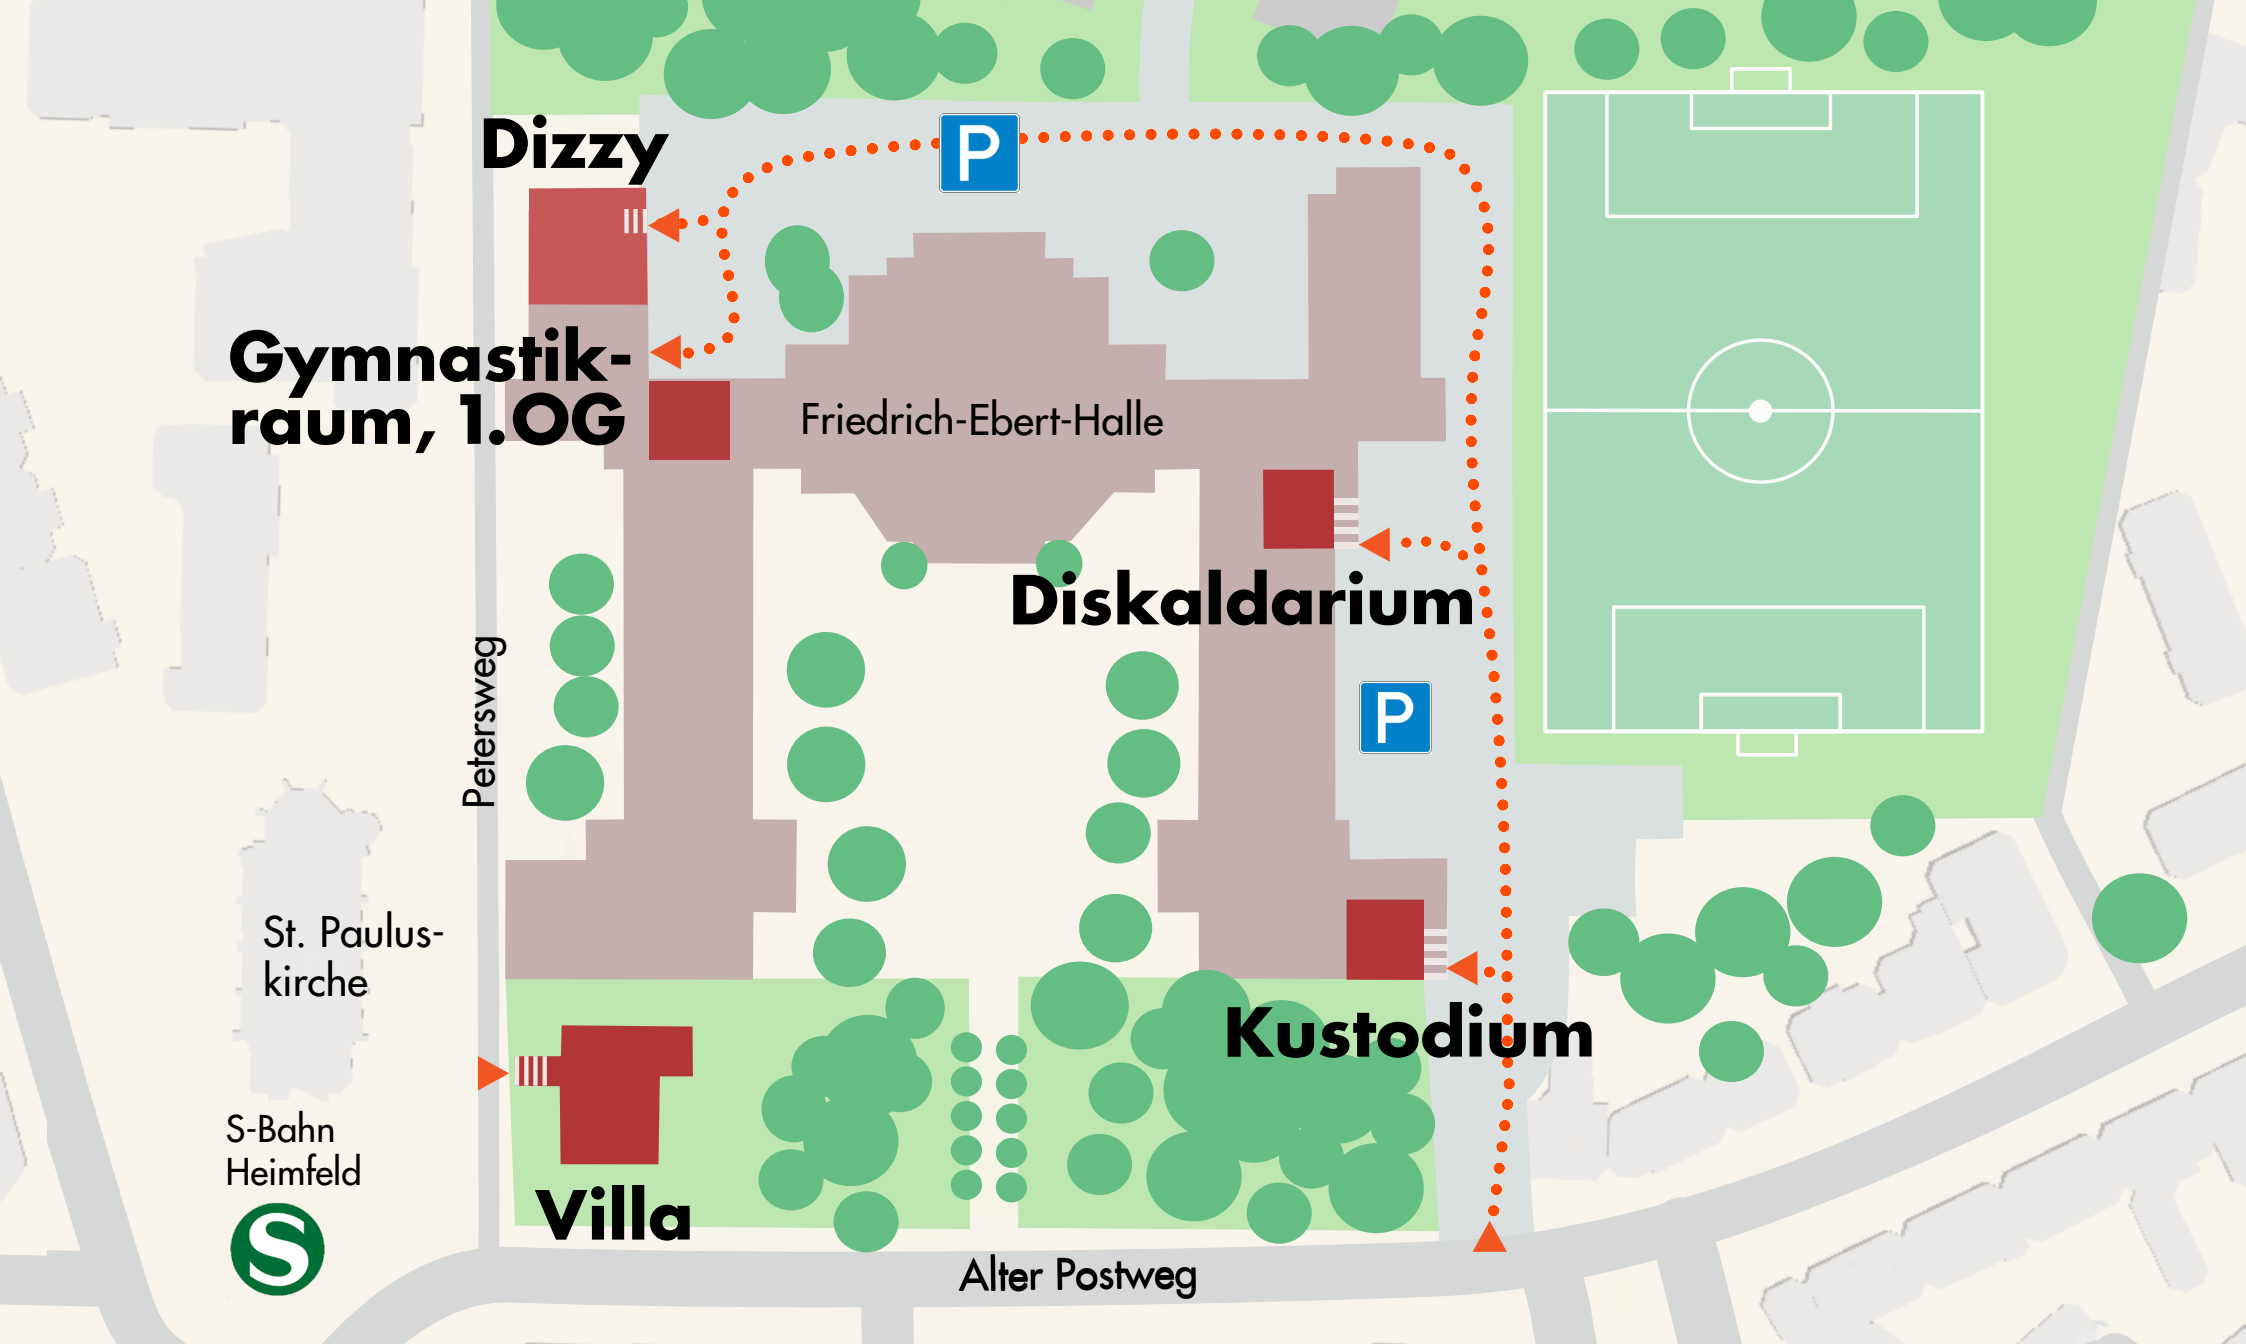 Dizzy
P
Gymnastik-
raum, 1.OG
Friedrich-Ebert-Halle
Diskaldarium
Petersweg
P
St. Paulus-
kirche
Kustodium
S-Bahn
Heimfeld
S
Villa
Alter Postweg